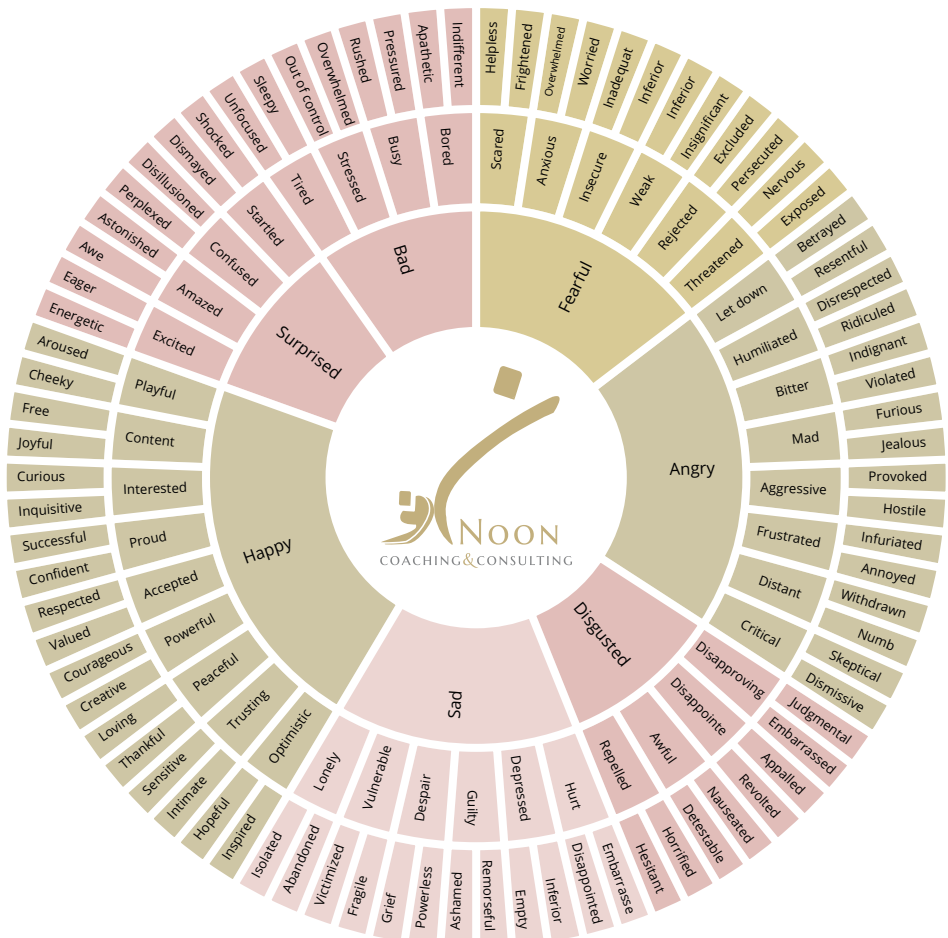 Fearful
Angry
Disgusted
Sad
Happy
Surprised
Bad
Scared
Anxious
Insecure
Weak
Rejected
Threatened
Let down
Humiliated
Bitter
Mad
Aggressive
Frustrated
Distant
Critical
Disapproving
Disappointe
Awful
Repelled
Hurt
Depressed
Guilty
Despair
Vulnerable
Lonely
Optimistic
Trusting
Peaceful
Powerful
Accepted
Proud
Interested
Content
Playful
Excited
Amazed
Confused
Startled
Tired
Stressed
Busy
Bored
Helpless
Frightened
Overwhelmed
Worried
Inadequat
Inferior
Inferior
Insignificant
Excluded
Persecuted
Nervous
Exposed
Betrayed
Resentful
Disrespected
Ridiculed
Indignant
Violated
Furious
Jealous
Provoked
Hostile
Infuriated
Annoyed
Withdrawn
Numb
Skeptical
Dismissive
Judgmental
Embarrassed
Appalled
Revolted
Nauseated
Detestable
Horrified
Hesitant
Embarrasse
Disappointed
Inferior
Empty
Remorseful
Ashamed
Powerless
Grief
Fragile
Victimized
Abandoned
Isolated
Inspired
Hopeful
Intimate
Sensitive
Thankful
Loving
Creative
Courageous
Valued
Respected
Confident
Successful
Inquisitive
Curious
Joyful
Free
Cheeky
Aroused
Energetic
Eager
Awe
Astonished
Perplexed
Disillusioned
Dismayed
Shocked
Unfocused
Sleepy
Out of control
Overwhelmed
Rushed
Pressured
Apathetic
Indifferent
NOON
COACHING&CONSULTING